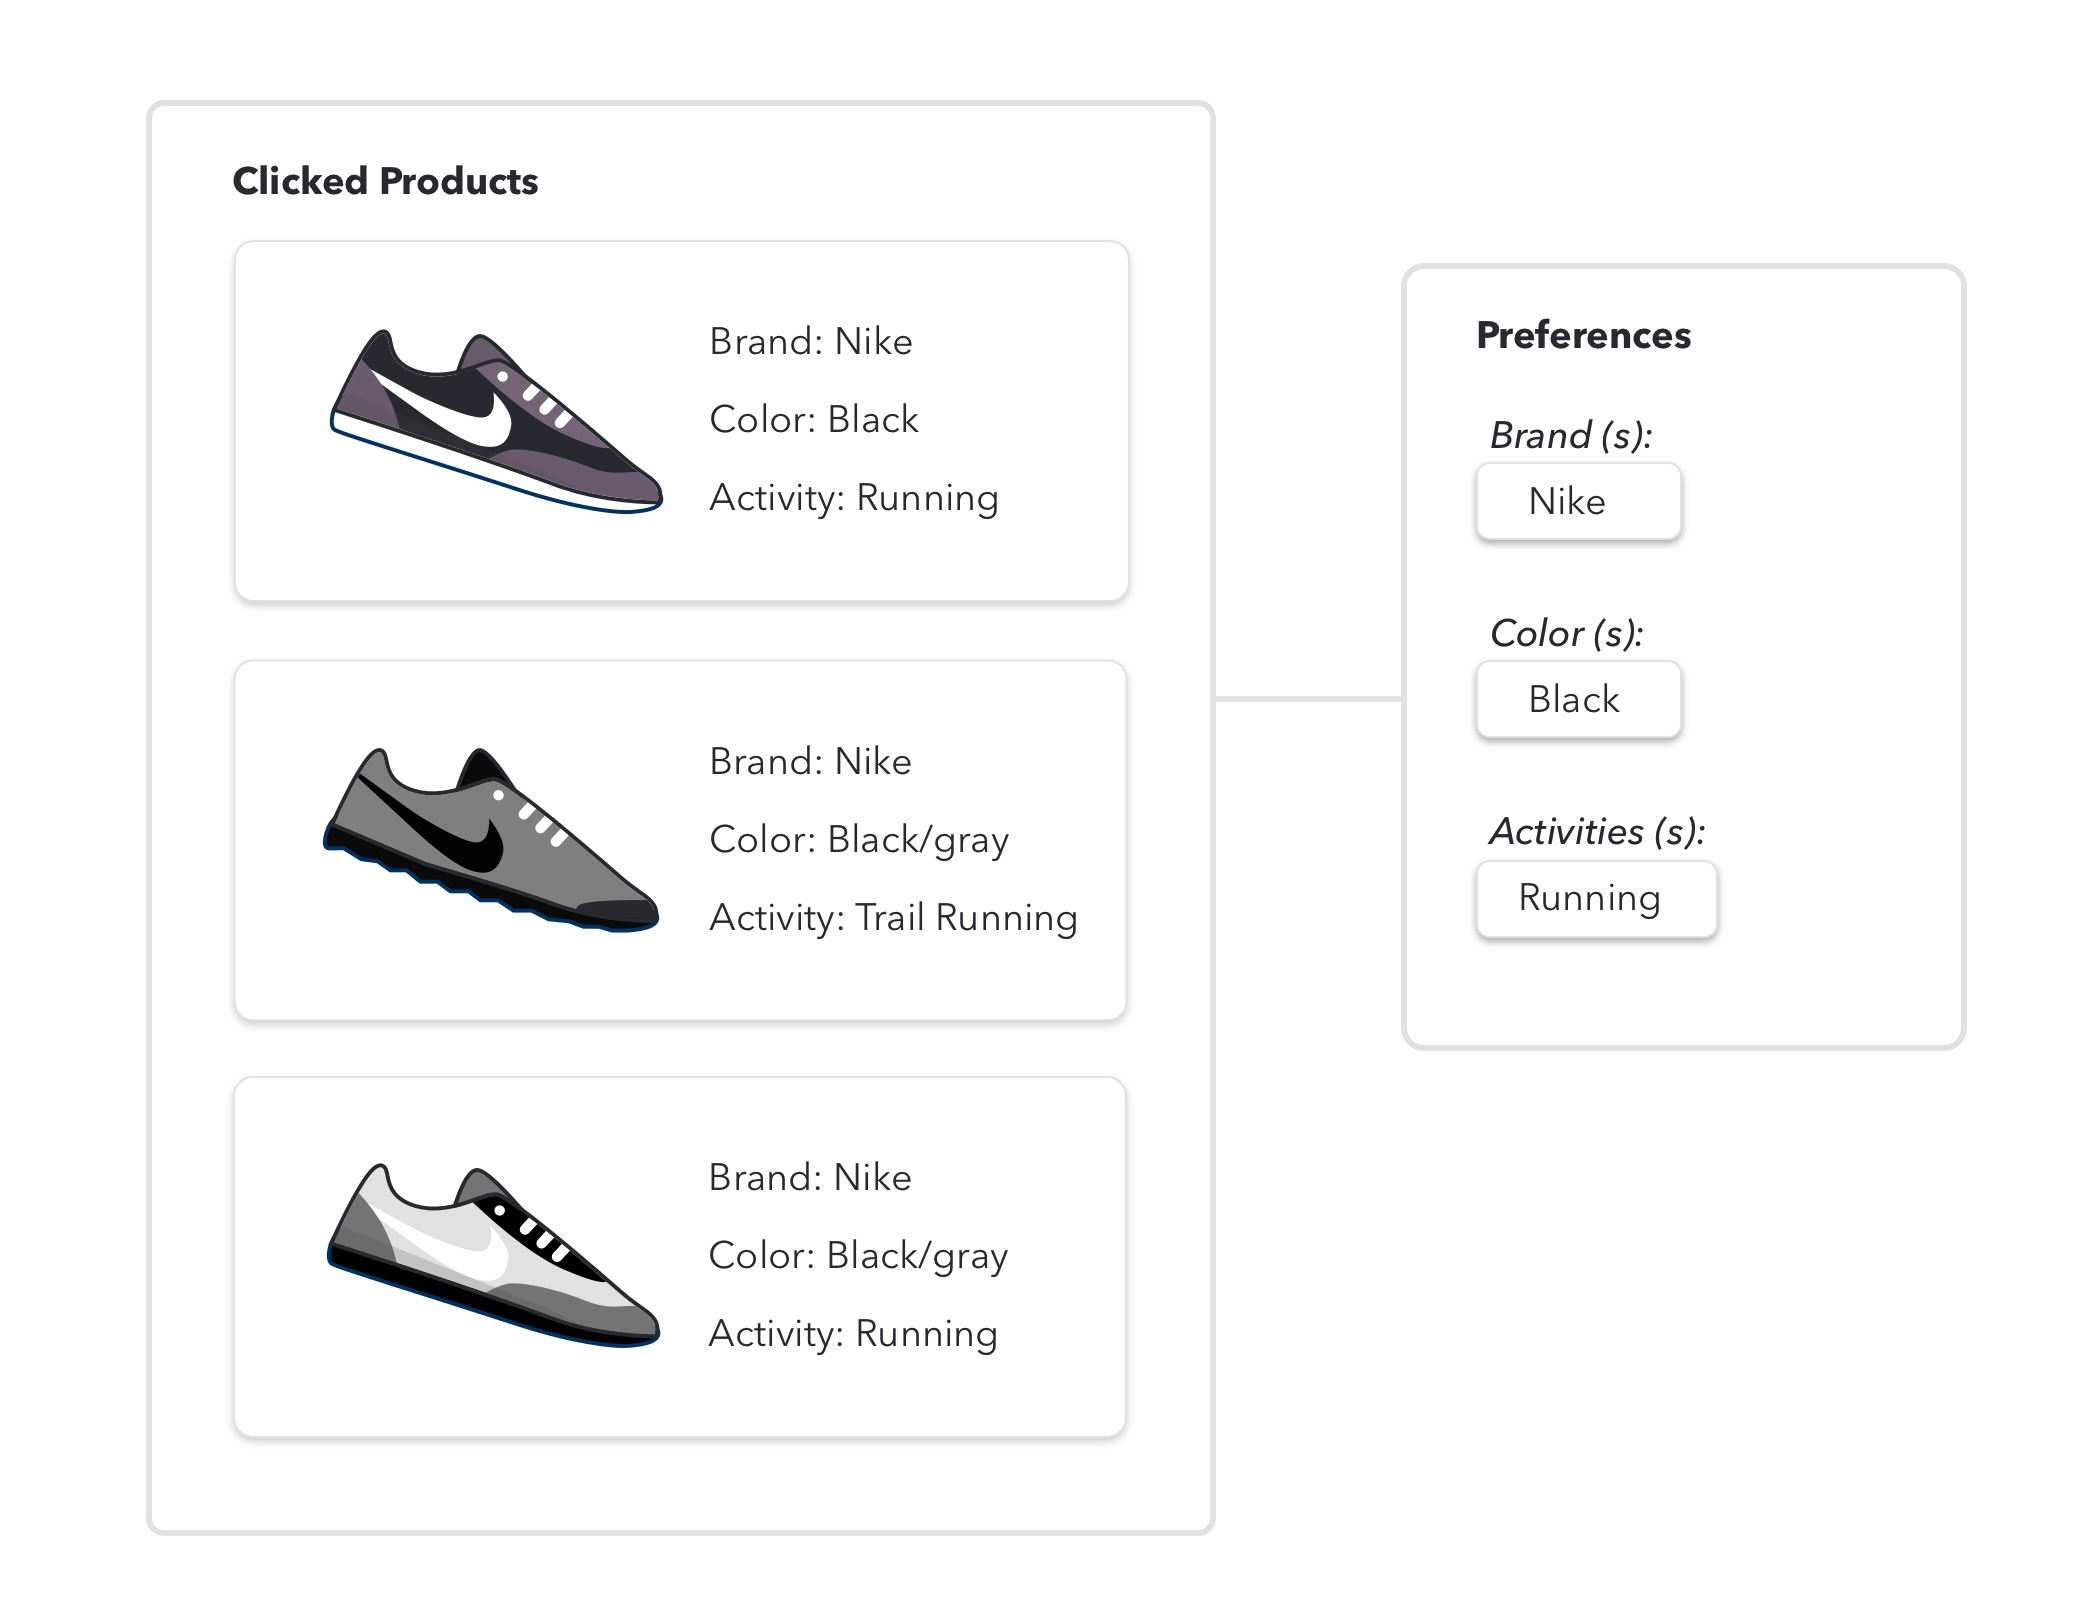 Clicked Products
Brand: Nike
Color: Black
Activity: Running
Brand: Nike
Color: Black/gray
Activity: Trail Running
Brand: Nike
Color: Black/gray
Activity: Running
Preferences
Brand (s):
Nike
Color (s):
Black
Activities (s):
Running